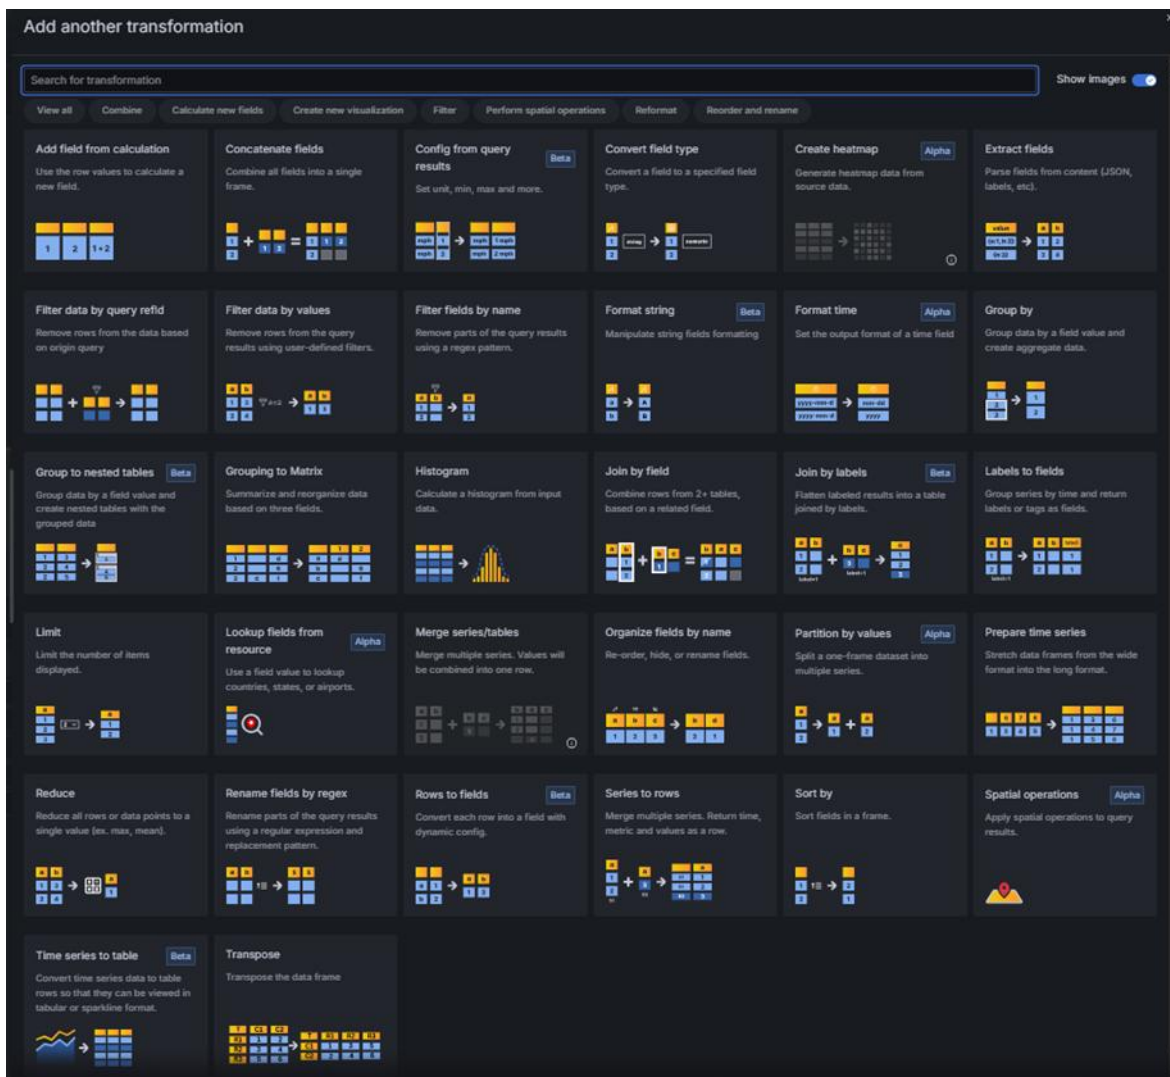 Add another transformation
Search for transformation
Show images
View all
Combine
Calculate new fields
Create new visualization
Filter
Perform spatial operations
Reformat
Reorder and rename
Add field from calculation
Use the row values to calculate a
new field.
1 2 1+2
Concatenate fields
Combine all fields into a single
frame.
Config from query
results
Beta
Set unit, min, max and more.
Convert field type
Convert a field to a specified field
type.
Create heatmap
Alpha
Generate heatmap data from
source data.
Extract fields
Parse fields from content (JSON,
labels, etc).
Filter data by query refId
Remove rows from the data based
on origin query
Filter data by values
Remove rows from the query
results using user-defined filters.
Filter fields by name
Remove parts of the query results
using a regex pattern.
Format string
Beta
Manipulate string fields formatting
Format time
Alpha
Set the output format of a time field
Group by
Group data by a field value and
create aggregate data.
Group to nested tables
Beta
Group data by a field value and
create nested tables with the
grouped data
Grouping to Matrix
Summarize and reorganize data
based on three fields.
Histogram
Calculate a histogram from input
data.
Join by field
Combine rows from 2+ tables,
based on a related field.
Join by labels
Beta
Flatten labeled results into a table
joined by labels.
Labels to fields
Group series by time and return
labels or tags as fields.
Limit
Limit the number of items
displayed.
Lookup fields from
resource
Alpha
Use a field value to lookup
countries, states, or airports.
Merge series/tables
Merge multiple series. Values will
be combined into one row.
Organize fields by name
Re-order, hide, or rename fields.
Partition by values
Alpha
Split a one-frame dataset into
multiple series.
Prepare time series
Stretch data frames from the wide
format into the long format.
Reduce
Reduce all rows or data points to a
single value (ex. max, mean).
Rename fields by regex
Rename parts of the query results
using a regular expression and
replacement pattern.
Rows to fields
Beta
Convert each row into a field with
dynamic config.
Series to rows
Merge multiple series. Return time,
metric and values as a row.
Sort by
Sort fields in a frame.
Spatial operations
Alpha
Apply spatial operations to query
results.
Time series to table
Beta
Convert time series data to table
rows so that they can be viewed in
tabular or sparkline format.
Transpose
Transpose the data frame